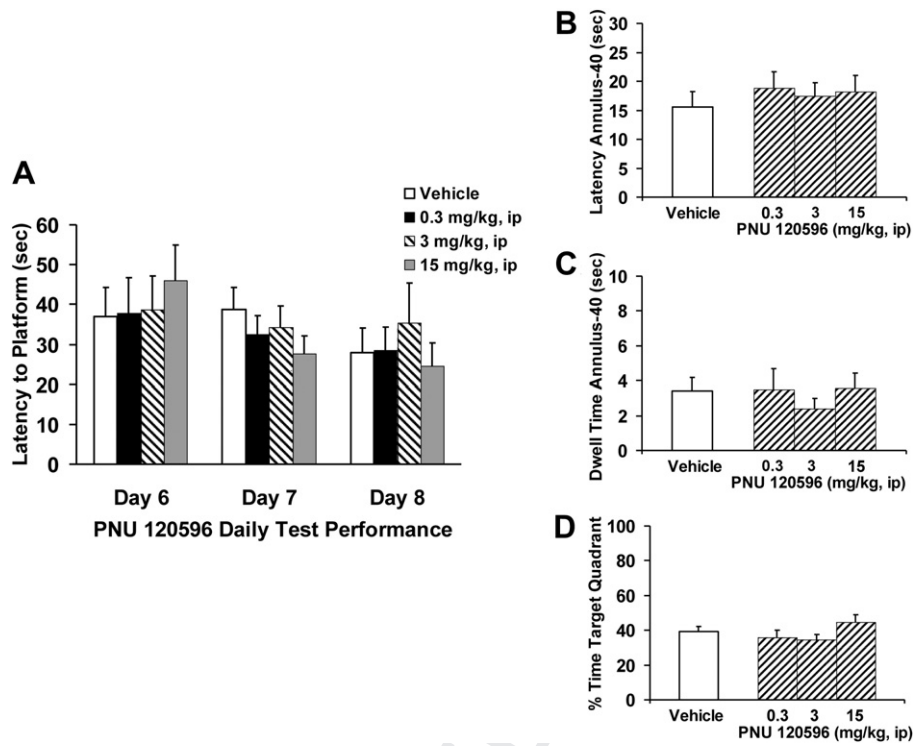 A
Vehicle
0.3 mg/kg, ip
3 mg/kg, ip
15 mg/kg, ip
Latency to Platform (sec)
60
50
40
30
20
10
0
Day 6 Day 7 Day 8
PNU 120596 Daily Test Performance
B
Latency Annulus-40 (sec)
30
25
20
15
10
5
0
Vehicle 0.3 3 15
PNU 120596 (mg/kg, ip)
C
Dwell Time Annulus-40 (sec)
10
8
6
4
2
0
Vehicle 0.3 3 15
PNU 120596 (mg/kg, ip)
D
% Time Target Quadrant
100
80
60
40
20
0
Vehicle 0.3 3 15
PNU 120596 (mg/kg, ip)